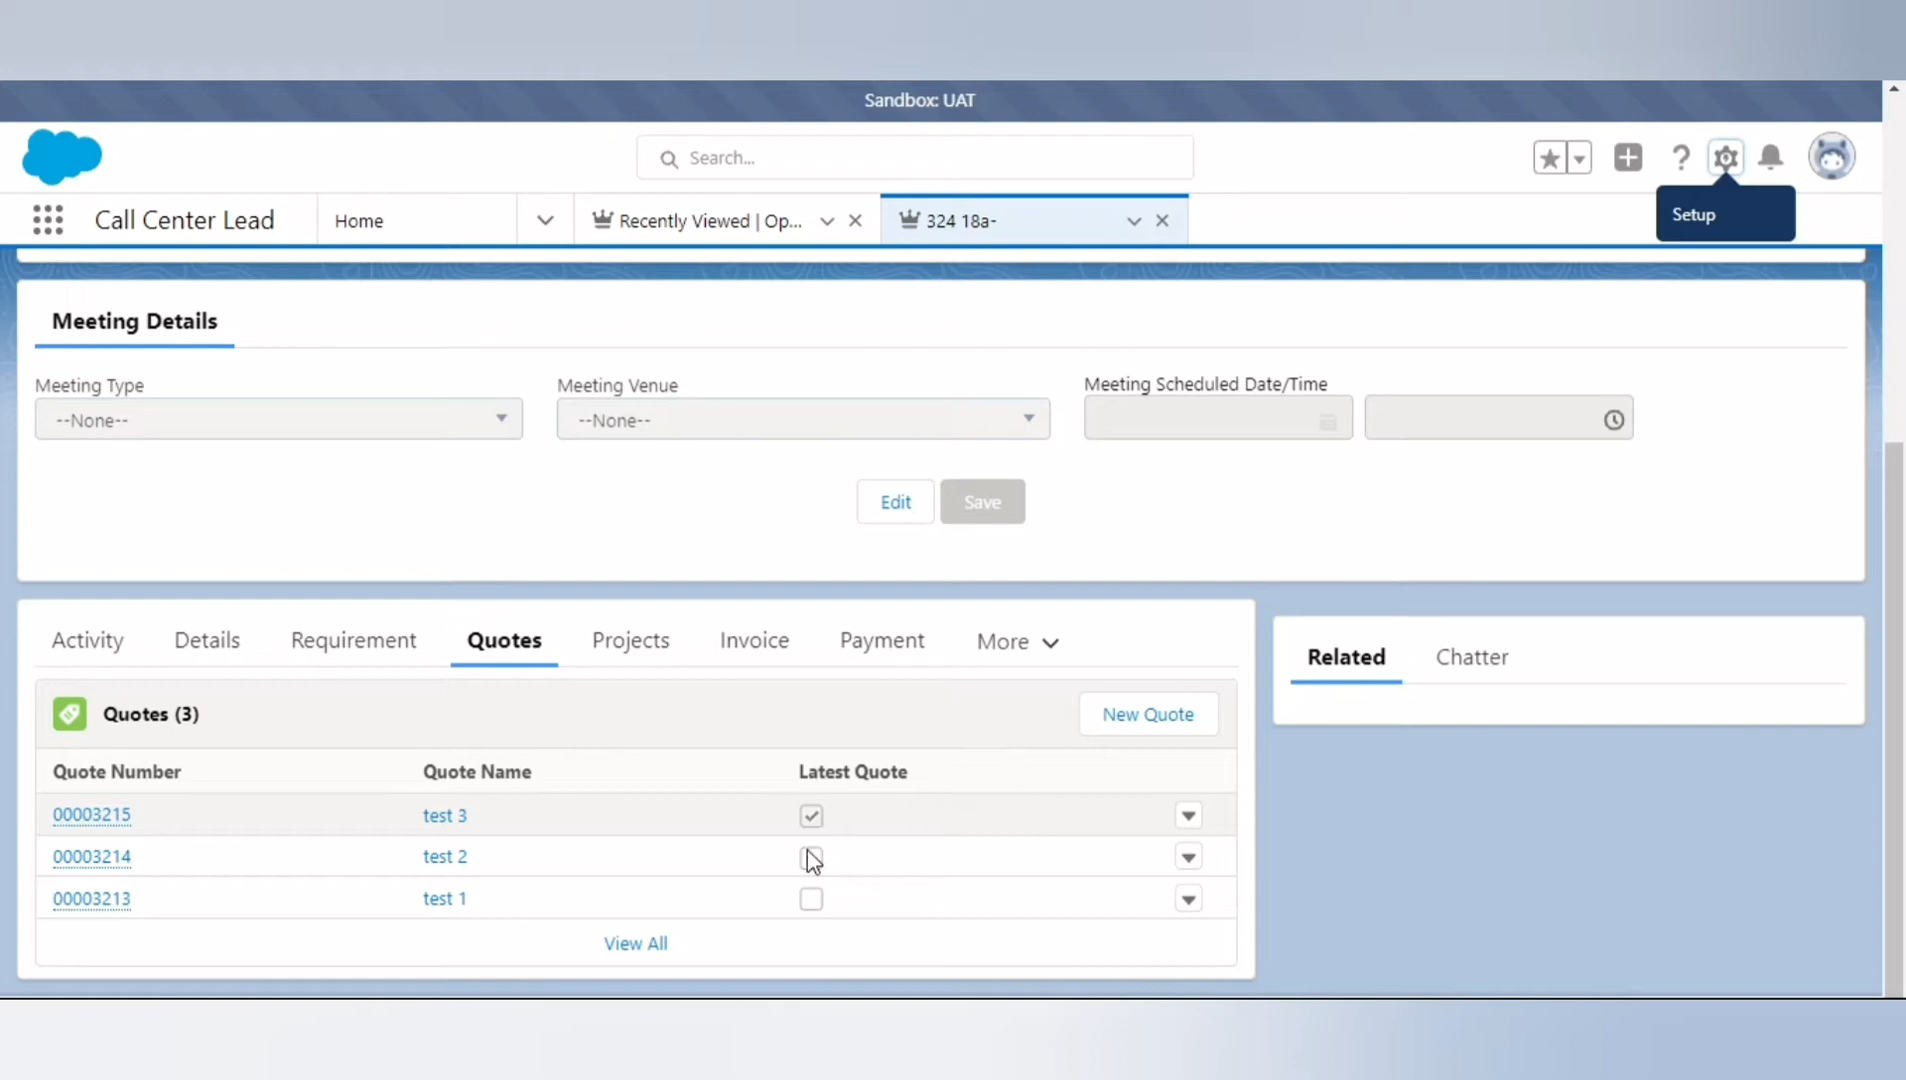 Sandbox: UAT
Search...
Setup
Call Center Lead
Home
Recently Viewed | Op...
324 18a-
Meeting Details
Meeting Type
Meeting Venue
Meeting Scheduled Date/Time
--None--
--None--
Edit
Save
Activity
Details
Requirement
Quotes
Projects
Invoice
Payment
More
Related
Chatter
Quotes (3)
New Quote
Quote Number
Quote Name
Latest Quote
00003215
test 3
00003214
test 2
00003213
test 1
View All